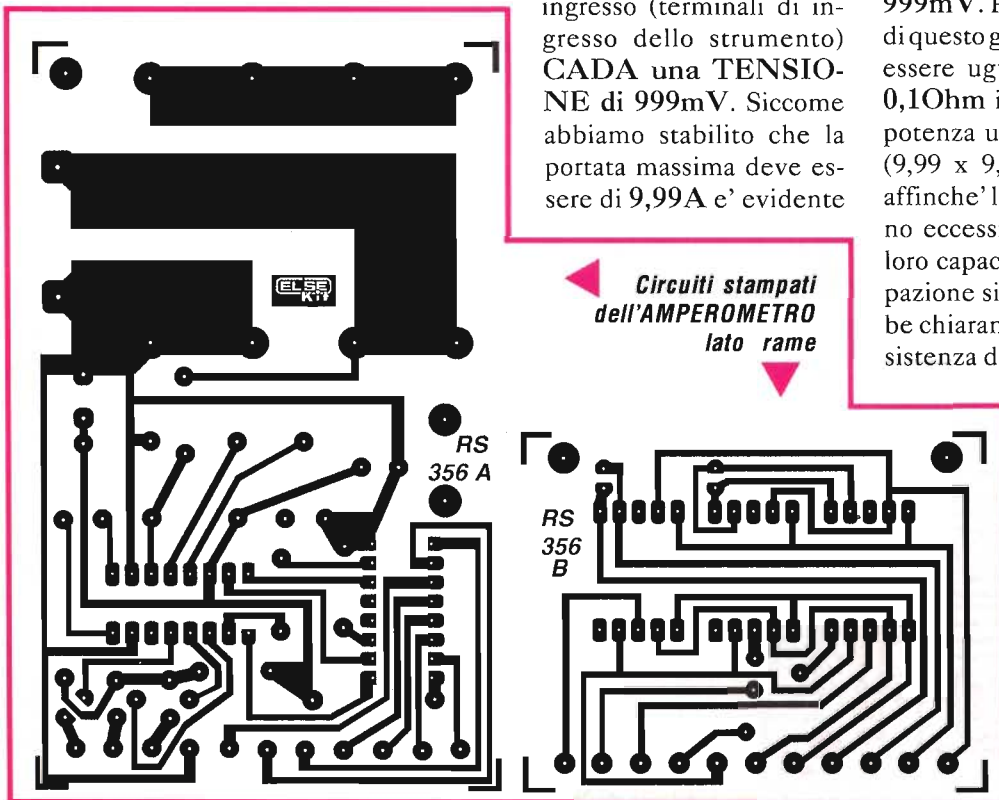 ingresso (terminali di in-
gresso dello strumento)
CADA una TENSIO-
NE di 999mV. Siccome
abbiamo stabilito che la
portata massima deve es-
sere di 9,99A e' evidente
999mV.
di questo g
essere ugu
0,1Ohm i
potenza u
(9,99 x 9,
affinche' l
no eccessi
loro capac
pazione si
be chiaram
sistenza d
Circuiti stampati
dell'AMPEROMETRO
lato rame
ELSE
Kit
RS
356 A
RS
356
B